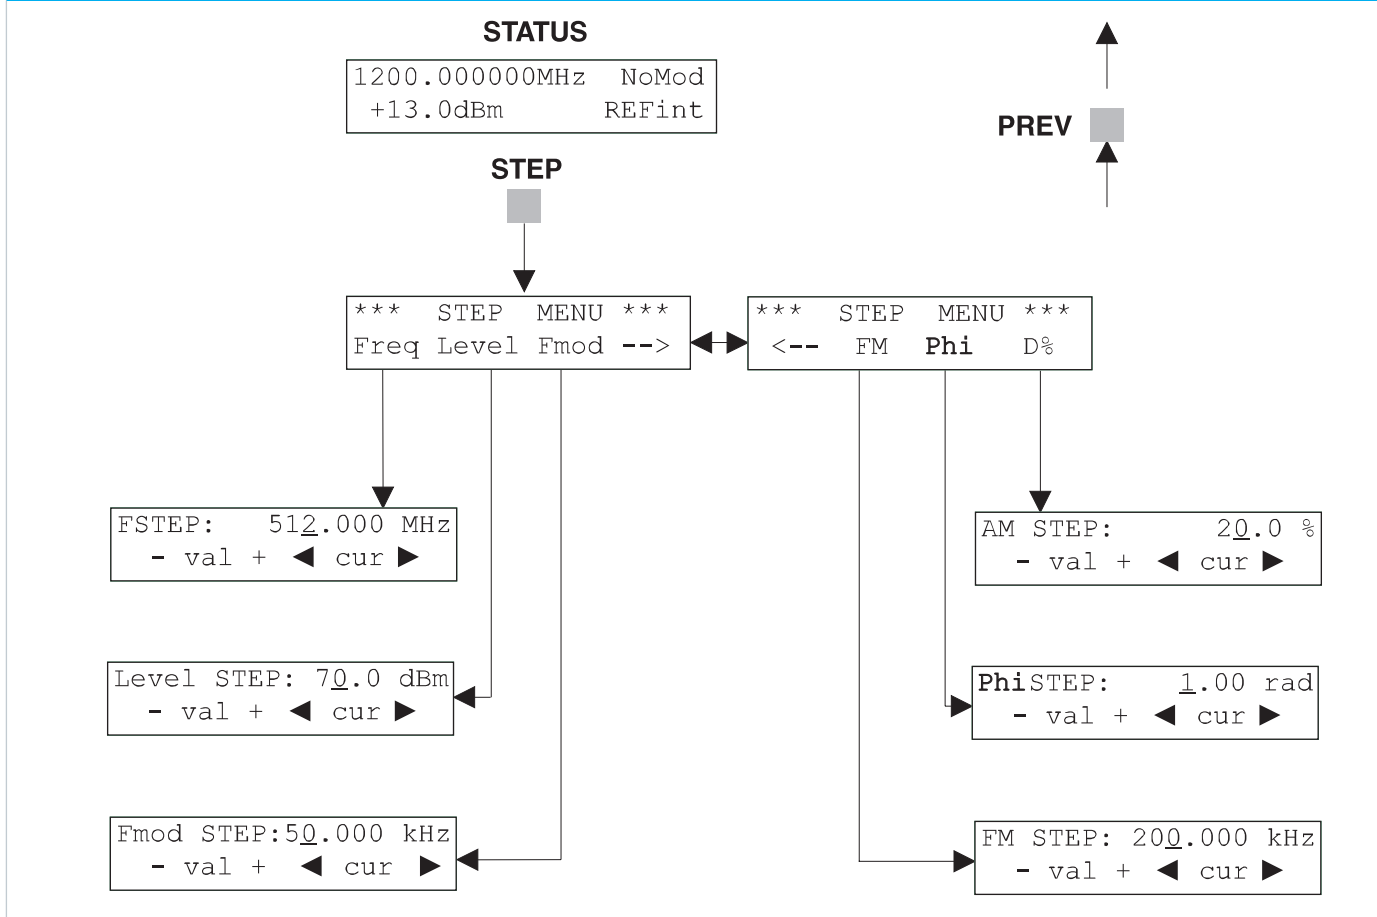 STATUS
1200.000000MHz NoMod
+13.0dBm REFint
PREV
STEP
*** STEP MENU ***
Freq Level Fmod -->
*** STEP MENU ***
<-- FM Phi D%
FSTEP: 512.000 MHz
- val + ◀ cur ▶
AM STEP: 20.0 %
- val + ◀ cur ▶
Level STEP: 70.0 dBm
- val + ◀ cur ▶
PhiSTEP: 1.00 rad
- val + ◀ cur ▶
Fmod STEP:50.000 kHz
- val + ◀ cur ▶
FM STEP: 200.000 kHz
- val + ◀ cur ▶